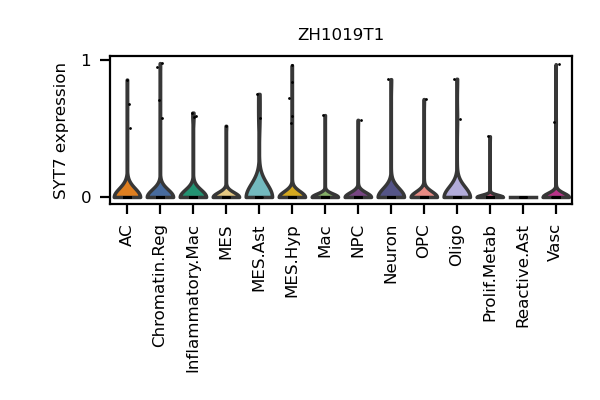 ZH1019T1
SYT7 expression
1
0
AC
Chromatin.Reg
Inflammatory.Mac
MES
MES.Ast
MES.Hyp
Mac
NPC
Neuron
OPC
Oligo
Prolif.Metab
Reactive.Ast
Vasc